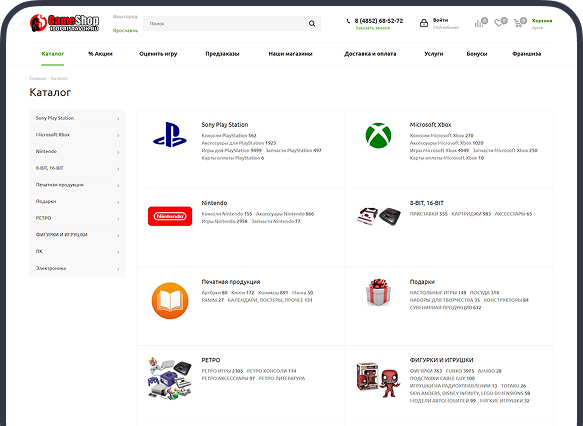 GameShop
Ваш город
Ярославль
Поиск
8 (4852) 68-52-72
Заказать звонок
Войти
Мой кабинет
0
0
0
Корзина
пуста
Каталог
% Акции
Оценить игру
Предзаказы
Наши магазины
Доставка и оплата
Услуги
Бонусы
Франшиза
Главная - Каталог
Каталог
Sony Play Station
Microsoft Xbox
Nintendo
8-BIT, 16-BIT
Печатная продукция
Подарки
РЕТРО
ФИГУРКИ И ИГРУШКИ
ПК
Электроника
Sony Play Station
Консоли PlayStation 562
Аксессуары для PlayStation 1923
Игры для PlayStation 9499 Запчасти PlayStation 497
Карты оплаты PlayStation 6
Microsoft Xbox
Консоли Microsoft Xbox 270
Аксессуары Microsoft Xbox 1020
Игры Microsoft Xbox 4049 Запчасти Microsoft Xbox 250
Карты оплаты Microsoft Xbox 10
Nintendo
Nintendo
Консоли Nintendo 155 Аксессуары Nintendo 866
Игры Nintendo 2958 Запчасти Nintendo 77
8-BIT, 16-BIT
ПРИСТАВКИ 555 КАРТРИДЖИ 983 АКСЕССУАРЫ 65
Печатная продукция
Артбуки 80 Книги 172 Комиксы 891 Манга 50
PANINI 27 КАЛЕНДАРИ, ПОСТЕРЫ, ПРОЧЕЕ 131
Подарки
НАСТОЛЬНЫЕ ИГРЫ 148 ПОСУДА 314
НАБОРЫ ДЛЯ ТВОРЧЕСТВА 35 КОНСТРУКТОРЫ 84
СУВЕНИРНАЯ ПРОДУКЦИЯ 632
РЕТРО
РЕТРО ИГРЫ 2305 РЕТРО КОНСОЛИ 114
РЕТРО АКСЕССУАРЫ 97 РЕТРО ЛИТЕРАТУРА
ФИГУРКИ И ИГРУШКИ
ФИГУРКИ 763 FUNKO 3975 AMIIBO 28
ПОДСТАВКИ CABLE GUY 100
ИГРУШКИ НА РАДИОУПРАВЛЕНИИ 13 TOTAKU 26
SKYLANDERS, DISNEY INFINITY, LEGO DIMENSIONS 58
МОДЕЛИ АВТОМОБИЛЕЙ 99 МЯГКИЕ ИГРУШКИ 32